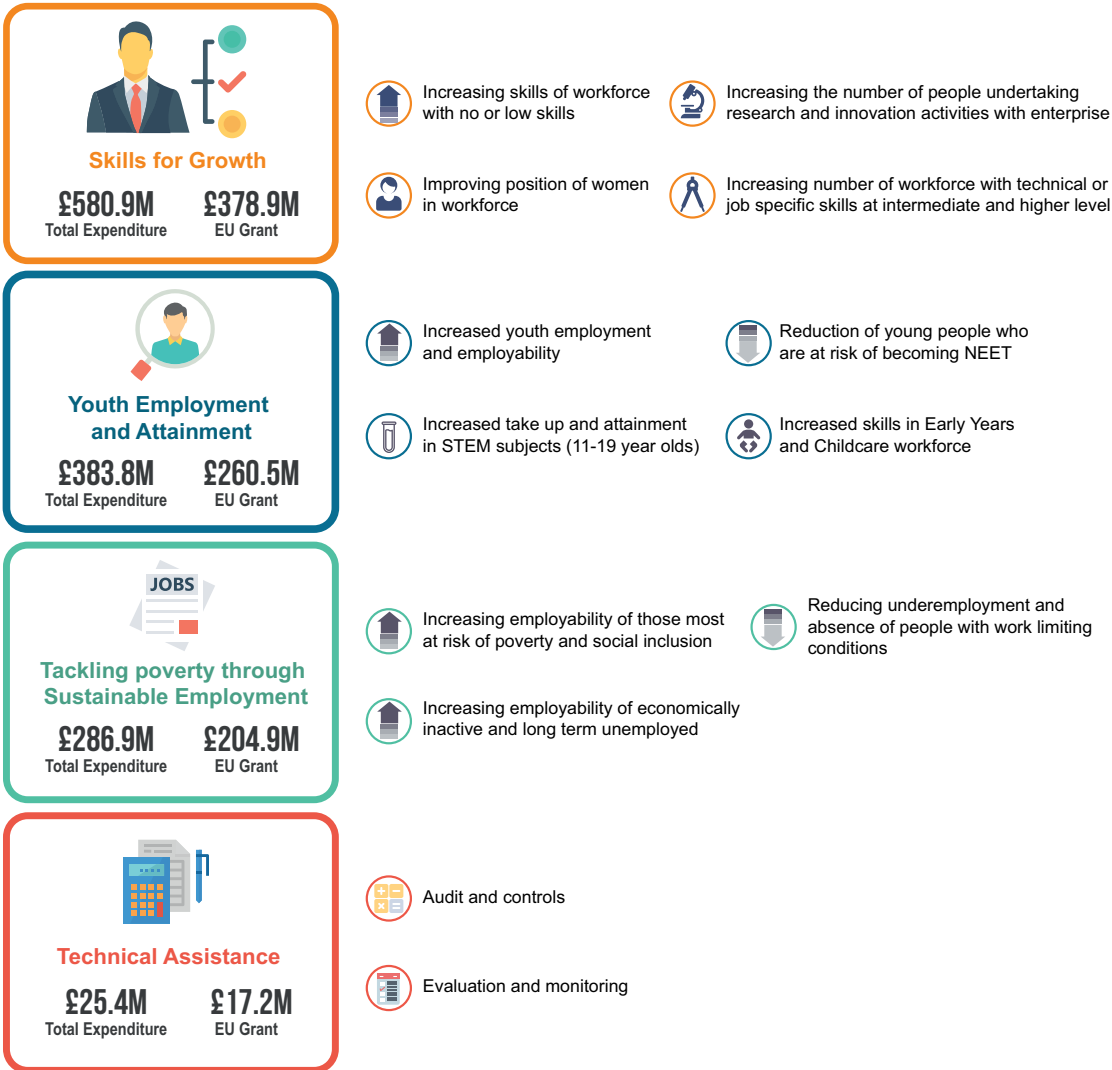 Skills for Growth
£580.9M £378.9M
Total Expenditure EU Grant
Increasing skills of workforce
with no or low skills
Increasing the number of people undertaking
research and innovation activities with enterprise
Improving position of women
in workforce
Increasing number of workforce with technical or
job specific skills at intermediate and higher level
Youth Employment
and Attainment
£383.8M £260.5M
Total Expenditure EU Grant
Increased youth employment
and employability
Reduction of young people who
are at risk of becoming NEET
Increased take up and attainment
in STEM subjects (11-19 year olds)
Increased skills in Early Years
and Childcare workforce
JOBS
Tackling poverty through
Sustainable Employment
£286.9M £204.9M
Total Expenditure EU Grant
Increasing employability of those most
at risk of poverty and social inclusion
Reducing underemployment and
absence of people with work limiting
conditions
Increasing employability of economically
inactive and long term unemployed
Technical Assistance
£25.4M £17.2M
Total Expenditure EU Grant
Audit and controls
Evaluation and monitoring